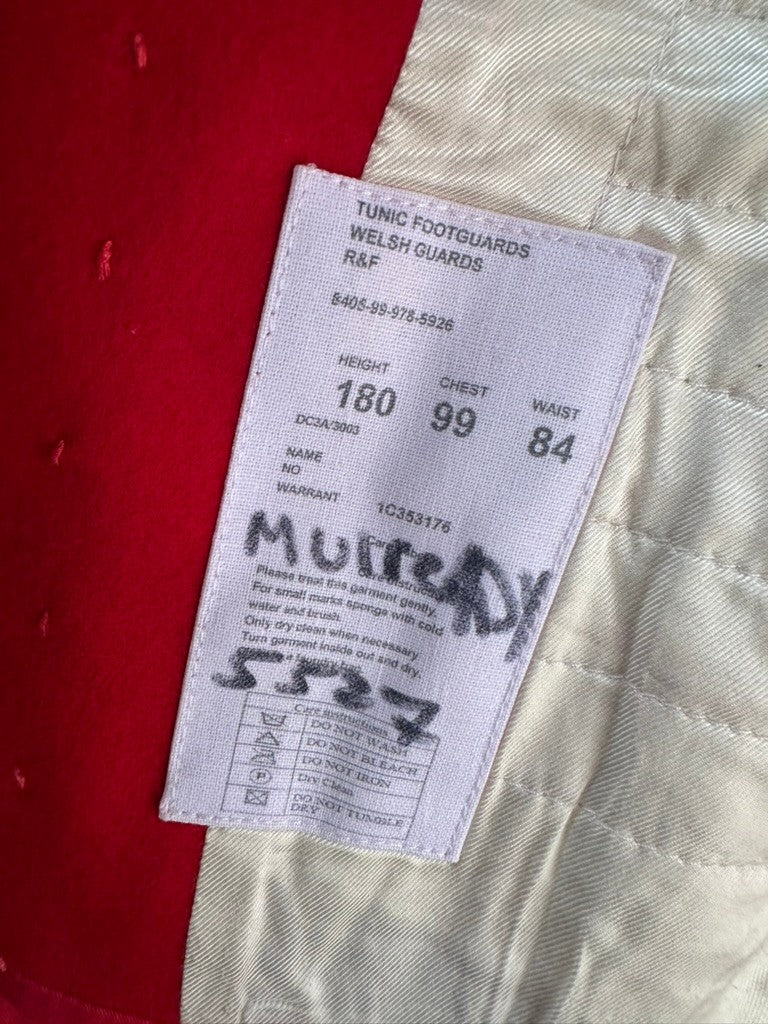 TUNIC FOOTGUARDS
WELSH GUARDS
R&F
8405-99-978-5926
HEIGHT CHEST WAIST
180 99 84
DC3A/3003
NAME
NO
WARRANT 1C353176
Please treat this garment gently.
For small marks sponge with cold
water and brush.
Only dry clean when necessary
Turn garment inside out and dry.
Care Instructions
DO NOT WASH
DO NOT BLEACH
DO NOT IRON
Dry Clean
DO NOT TUMBLE
DRY